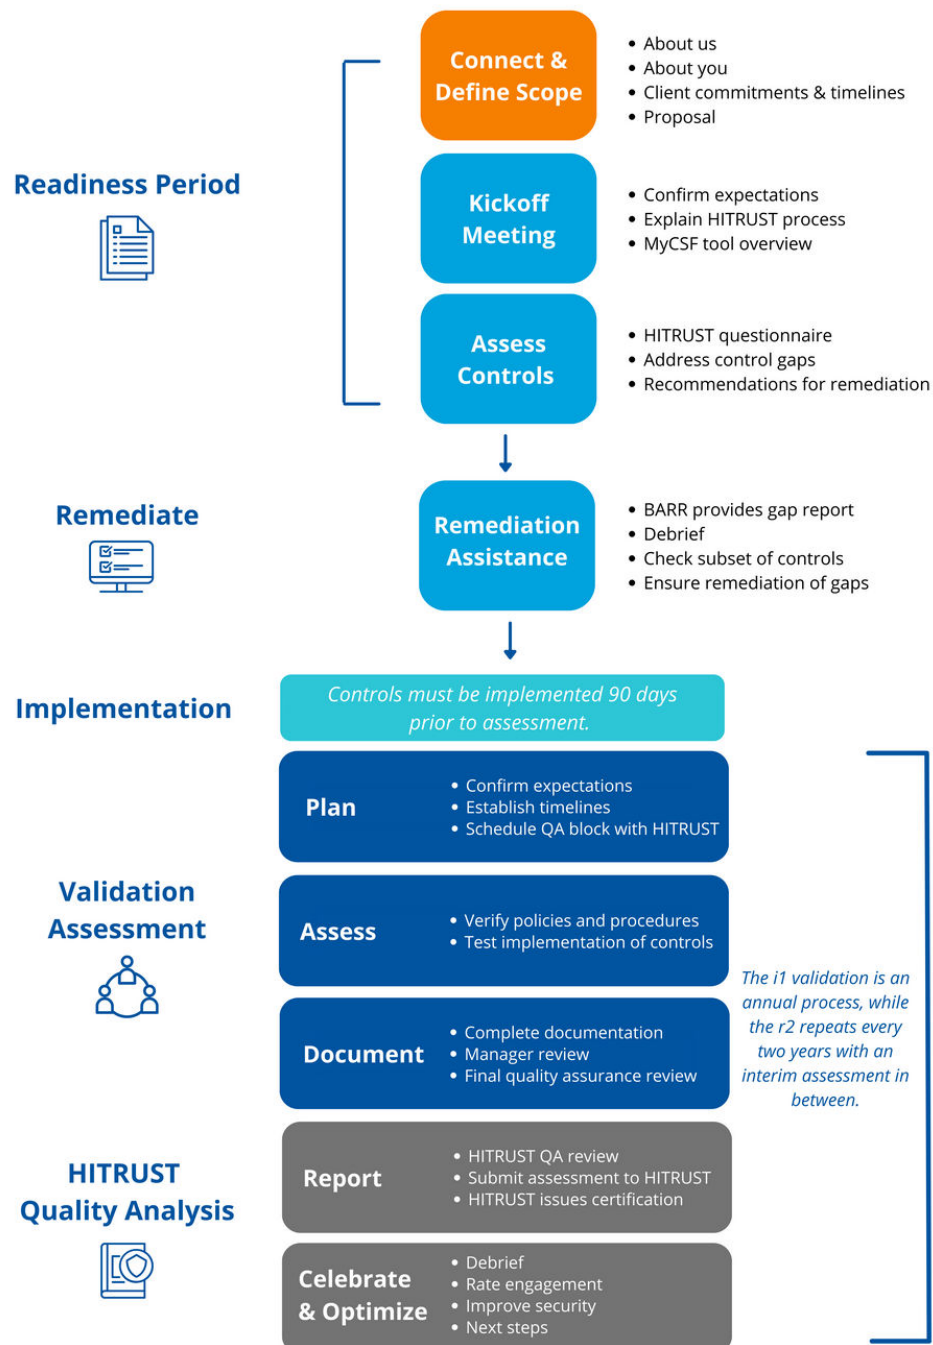 Connect &
Define Scope
• About us
• About you
• Client commitments & timelines
• Proposal
Readiness Period
Kickoff
Meeting
• Confirm expectations
• Explain HITRUST process
• MyCSF tool overview
Assess
Controls
• HITRUST questionnaire
• Address control gaps
• Recommendations for remediation
Remediate
Remediation
Assistance
• BARR provides gap report
• Debrief
• Check subset of controls
• Ensure remediation of gaps
Implementation
Controls must be implemented 90 days
prior to assessment.
Validation
Assessment
Plan
• Confirm expectations
• Establish timelines
• Schedule QA block with HITRUST
Assess
• Verify policies and procedures
• Test implementation of controls
Document
• Complete documentation
• Manager review
• Final quality assurance review
The i1 validation is an
annual process, while
the r2 repeats every
two years with an
interim assessment in
between.
HITRUST
Quality Analysis
Report
• HITRUST QA review
• Submit assessment to HITRUST
• HITRUST issues certification
Celebrate
& Optimize
• Debrief
• Rate engagement
• Improve security
• Next steps